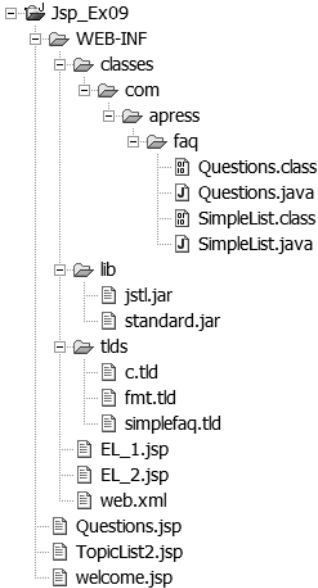 Jsp_Ex09
WEB-INF
classes
com
apress
faq
Questions.class
Questions.java
SimpleList.class
SimpleList.java
lib
jstl.jar
standard.jar
tlds
c.tld
fmt.tld
simplefaq.tld
EL_1.jsp
EL_2.jsp
web.xml
Questions.jsp
TopicList2.jsp
welcome.jsp